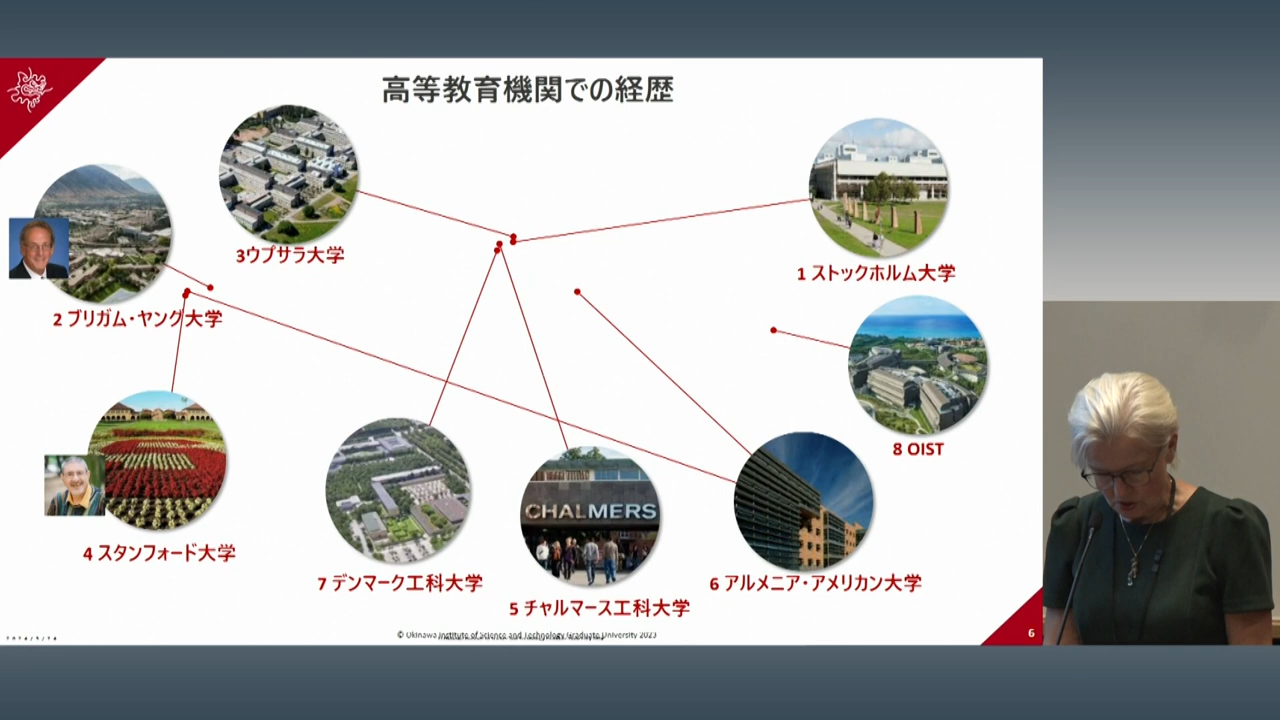 高等教育機関での経歴
3ウプサラ大学
1 ストックホルム大学
2 ブリガム・ヤング大学
8 OIST
CHALMERS
4 スタンフォード大学
7 デンマーク工科大学
6 アルメニア・アメリカン大学
5 チャルマース工科大学
© Okinawa Institute of Science and Technology Graduate University 2023
6